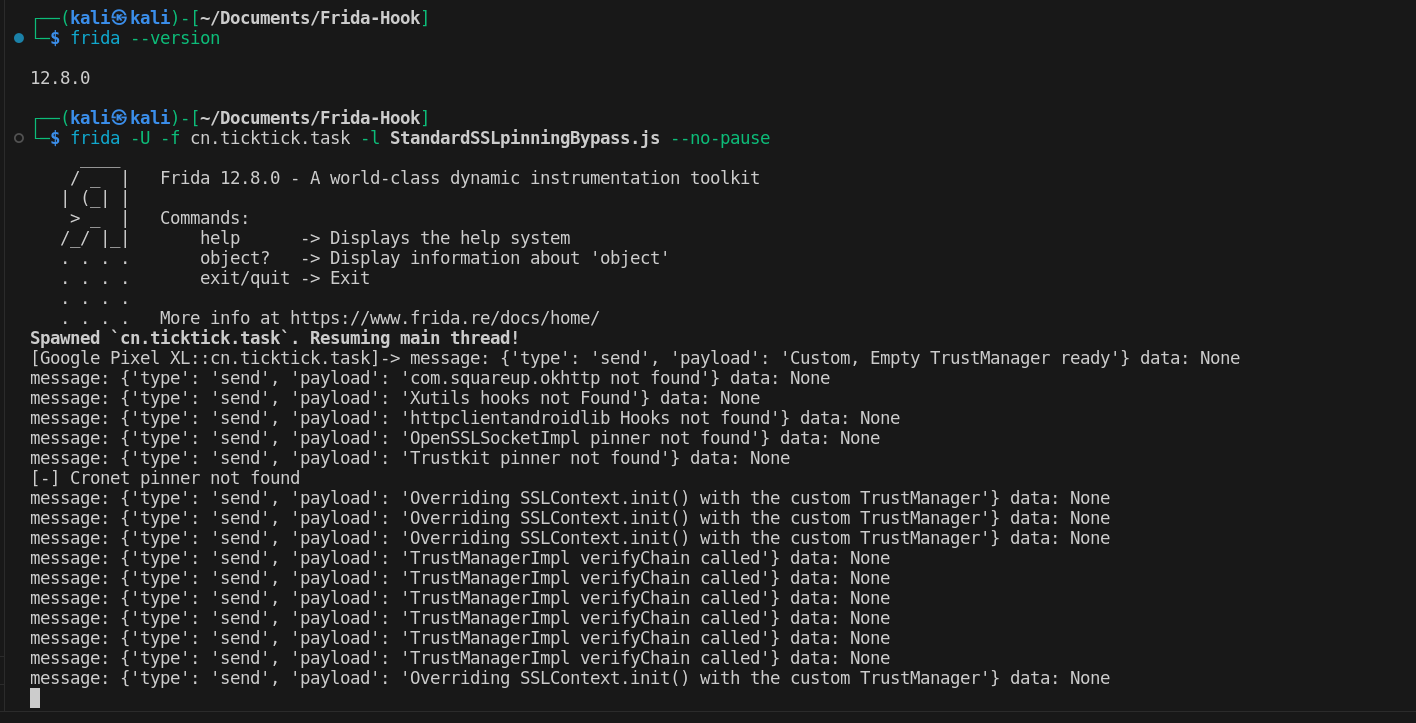 ┌──(kali㉿kali)-[~/Documents/Frida-Hook]
└─$ frida --version
12.8.0
┌──(kali㉿kali)-[~/Documents/Frida-Hook]
└─$ frida -U -f cn.ticktick.task -l StandardSSLpinningBypass.js --no-pause
     ____
    / _  |   Frida 12.8.0 - A world-class dynamic instrumentation toolkit
   | (_| |
    > _  |   Commands:
   /_/ |_|       help      -> Displays the help system
   . . . .       object?   -> Display information about 'object'
   . . . .       exit/quit -> Exit
   . . . .
   . . . .   More info at https://www.frida.re/docs/home/
Spawned `cn.ticktick.task`. Resuming main thread!
[Google Pixel XL::cn.ticktick.task]-> message: {'type': 'send', 'payload': 'Custom, Empty TrustManager ready'} data: None
message: {'type': 'send', 'payload': 'com.squareup.okhttp not found'} data: None
message: {'type': 'send', 'payload': 'Xutils hooks not Found'} data: None
message: {'type': 'send', 'payload': 'httpclientandroidlib Hooks not found'} data: None
message: {'type': 'send', 'payload': 'OpenSSLSocketImpl pinner not found'} data: None
message: {'type': 'send', 'payload': 'Trustkit pinner not found'} data: None
[-] Cronet pinner not found
message: {'type': 'send', 'payload': 'Overriding SSLContext.init() with the custom TrustManager'} data: None
message: {'type': 'send', 'payload': 'Overriding SSLContext.init() with the custom TrustManager'} data: None
message: {'type': 'send', 'payload': 'Overriding SSLContext.init() with the custom TrustManager'} data: None
message: {'type': 'send', 'payload': 'TrustManagerImpl verifyChain called'} data: None
message: {'type': 'send', 'payload': 'TrustManagerImpl verifyChain called'} data: None
message: {'type': 'send', 'payload': 'TrustManagerImpl verifyChain called'} data: None
message: {'type': 'send', 'payload': 'TrustManagerImpl verifyChain called'} data: None
message: {'type': 'send', 'payload': 'TrustManagerImpl verifyChain called'} data: None
message: {'type': 'send', 'payload': 'TrustManagerImpl verifyChain called'} data: None
message: {'type': 'send', 'payload': 'Overriding SSLContext.init() with the custom TrustManager'} data: None